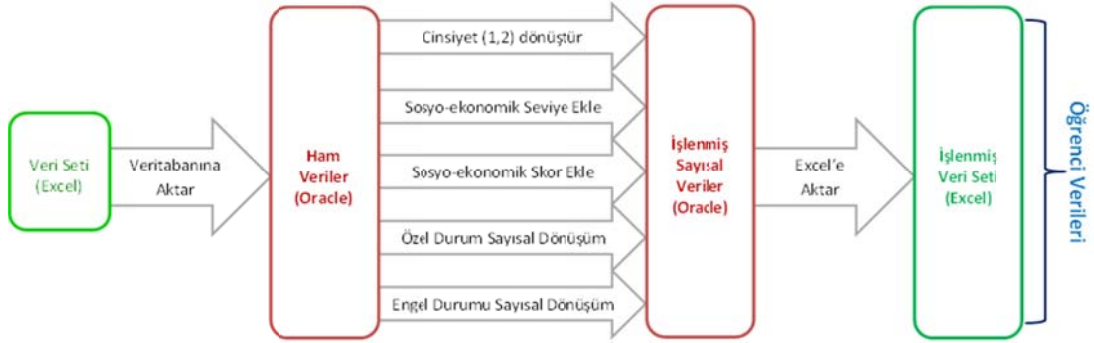 Veri Seti
(Excel)
Veritabanına
Aktar
Ham
Veriler
(Oracle)
Cinsiyet (1,2) dönüştür
Sosyo-ekonomik Seviye Ekle
Sosyo-ekonomik Skor Ekle
Özel Durum Sayısal Dönüşüm
Engel Durumu Sayısal Dönüşüm
İşlenmiş
Sayısal
Veriler
(Oracle)
Excel'e
Aktar
İşlenmiş
Veri Seti
(Excel)
Öğrenci Verileri